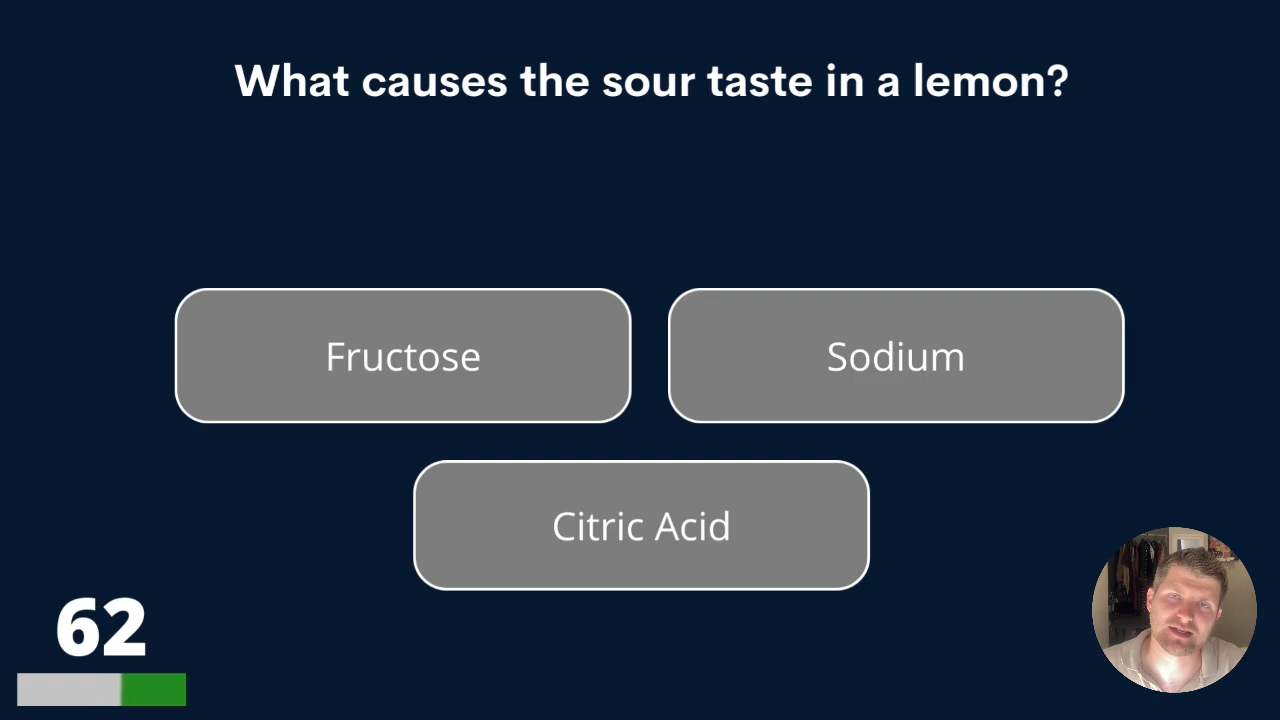 What causes the sour taste in a lemon?
Fructose
Sodium
Citric Acid
62